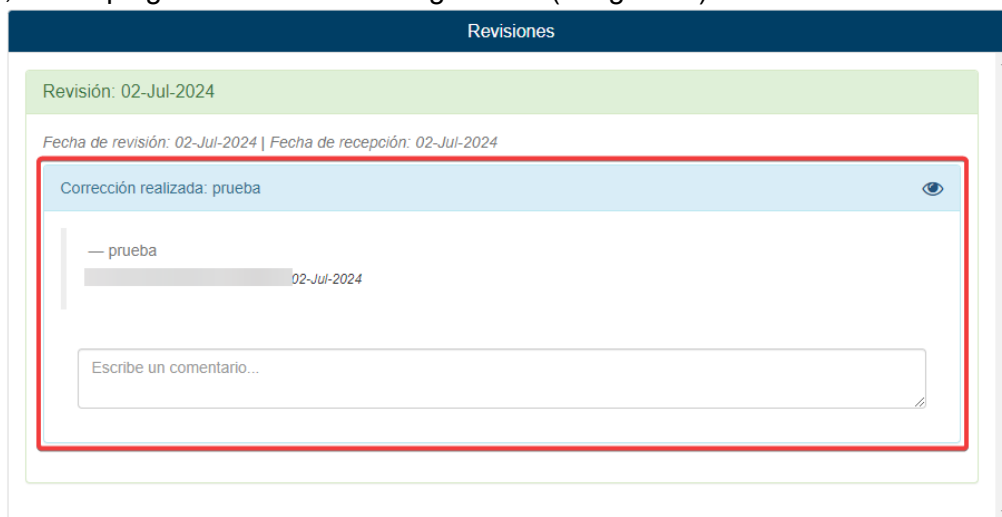 Revisiones
Revisión: 02-Jul-2024
Fecha de revisión: 02-Jul-2024 | Fecha de recepción: 02-Jul-2024
Corrección realizada: prueba
— prueba
02-Jul-2024
Escribe un comentario...